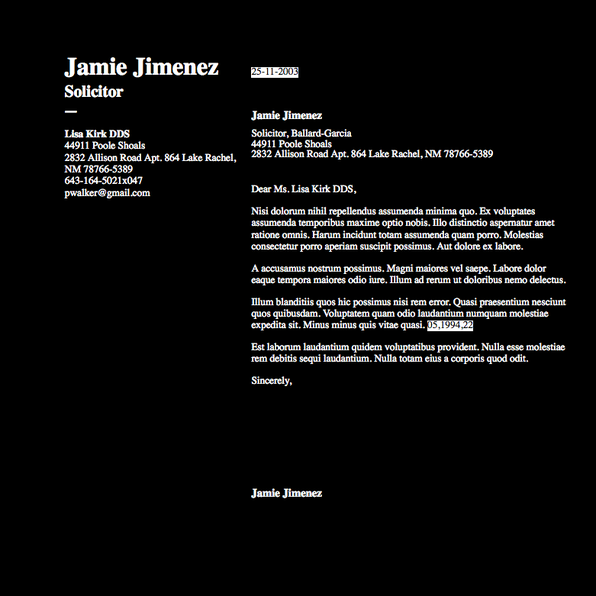 Jamie Jimenez
Solicitor
—
Lisa Kirk DDS
44911 Poole Shoals
2832 Allison Road Apt. 864 Lake Rachel,
NM 78766-5389
643-164-5021x047
pwalker@gmail.com
25-11-2003
Jamie Jimenez
Solicitor, Ballard-Garcia
44911 Poole Shoals
2832 Allison Road Apt. 864 Lake Rachel, NM 78766-5389
Dear Ms. Lisa Kirk DDS,
Nisi dolorum nihil repellendus assumenda minima quo. Ex voluptates
assumenda temporibus maxime optio nobis. Illo distinctio aspernatur amet
ratione omnis. Harum incidunt totam assumenda quam porro. Molestias
consectetur porro aperiam suscipit possimus. Aut dolore ex labore.
A accusamus nostrum possimus. Magni maiores vel saepe. Labore dolor
eaque tempora maiores odio iure. Illum ad rerum ut doloribus nemo delectus.
Illum blanditiis quos hic possimus nisi rem error. Quasi praesentium nesciunt
quos quibusdam. Voluptatem quam odio laudantium numquam molestiae
expedita sit. Minus minus quis vitae quasi. 05,1994,22
Est laborum laudantium quidem voluptatibus provident. Nulla esse molestiae
rem debitis sequi laudantium. Nulla totam eius a corporis quod odit.
Sincerely,
Jamie Jimenez